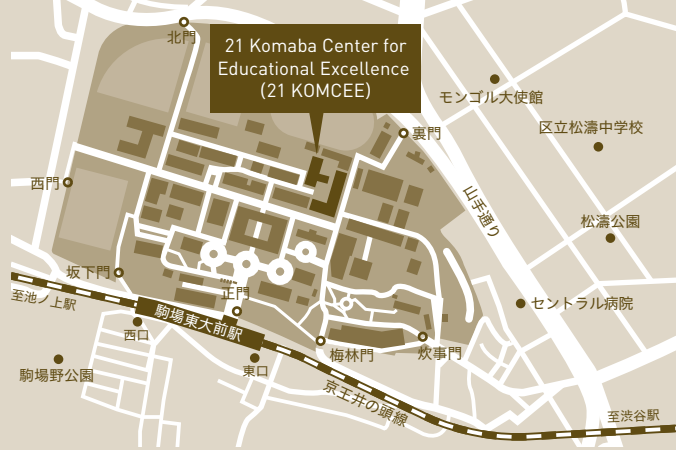 北門
21 Komaba Center for
Educational Excellence
(21 KOMCEE)
モンゴル大使館
裏門
区立松濤中学校
西門
山手通り
松濤公園
坂下門
正門
至池ノ上駅
セントラル病院
駒場東大前駅
西口
梅林門
炊事門
東口
駒場野公園
京王井の頭線
至渋谷駅